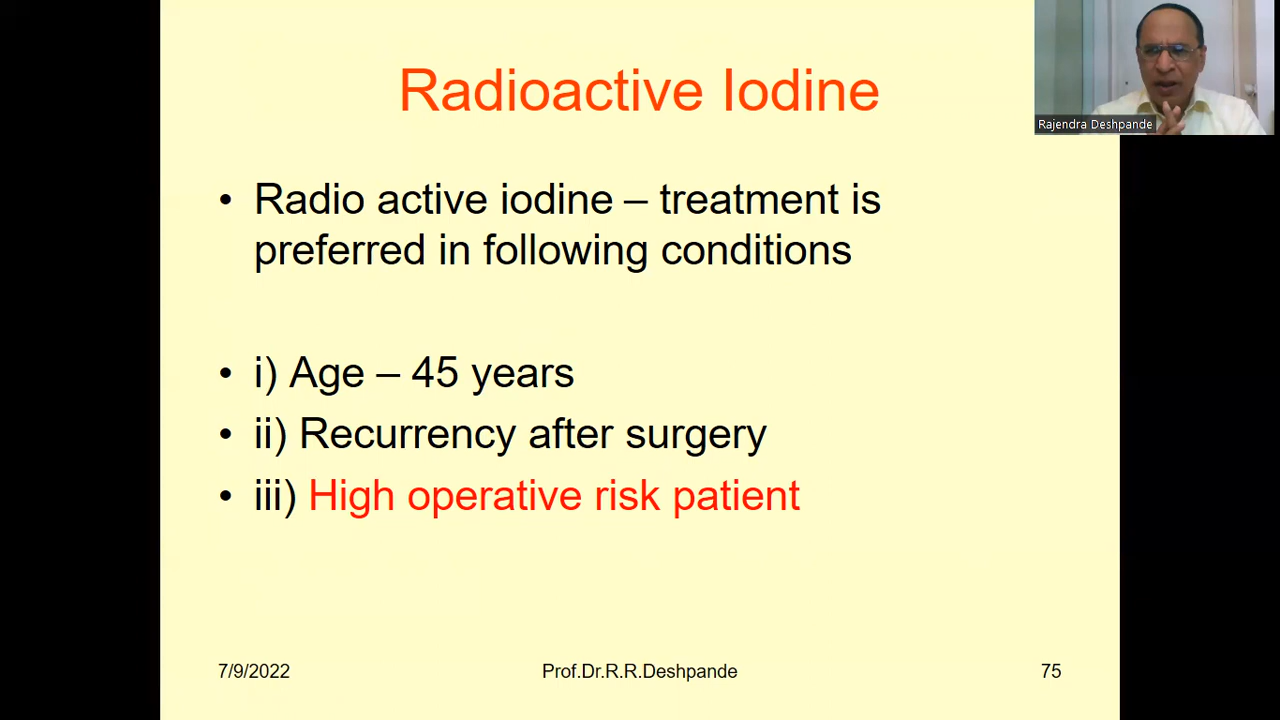 Radioactive Iodine
Rajendra Deshpande
• Radio active iodine – treatment is
preferred in following conditions
• i) Age – 45 years
• ii) Recurrency after surgery
• iii) High operative risk patient
7/9/2022
Prof.Dr.R.R.Deshpande
75